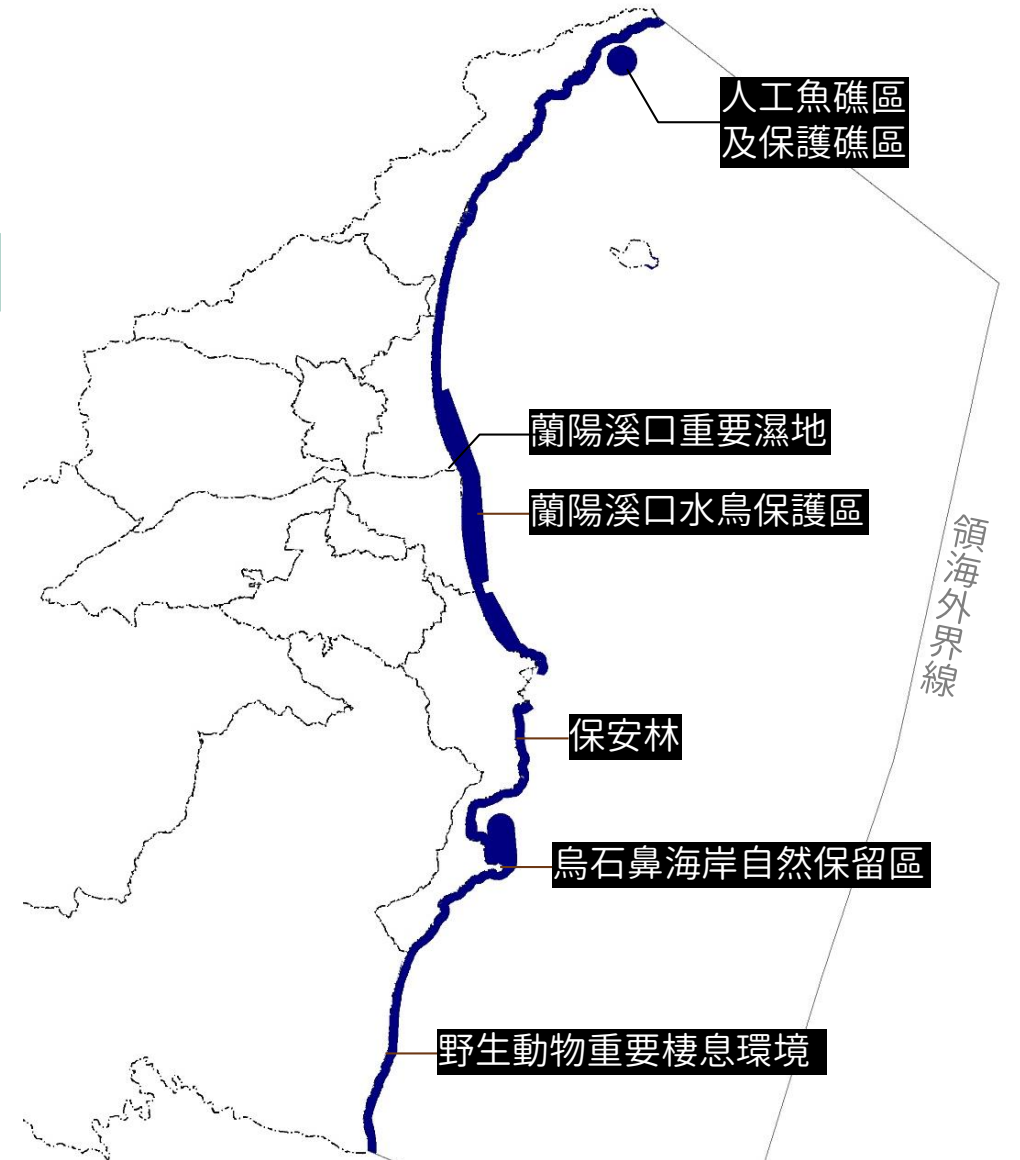 人工魚礁區
及保護礁區
蘭陽溪口重要濕地
蘭陽溪口水鳥保護區
領海外界線
保安林
烏石鼻海岸自然保留區
野生動物重要棲息環境